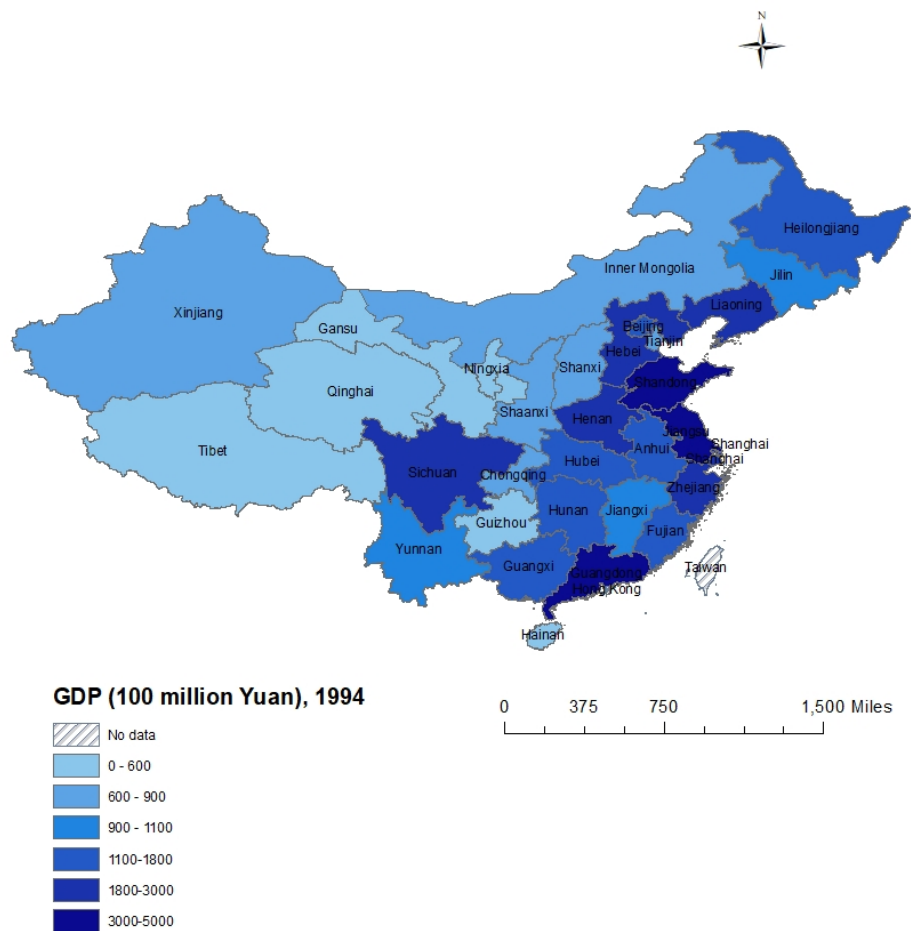 N
Heilongjiang
Jilin
Inner Mongolia
Liaoning
Xinjiang
Gansu
Beijing
Tianjin
Hebei
Ningxia
Shanxi
Shandong
Qinghai
Shaanxi
Henan
Jiangsu
Shanghai
Tibet
Anhui
Shanghai
Sichuan
Chongqing
Hubei
Zhejiang
Guizhou
Hunan
Jiangxi
Fujian
Yunnan
Guangxi
Guangdong
Taiwan
Hong Kong
Hainan
GDP (100 million Yuan), 1994
0 375 750 1,500 Miles
No data
0 - 600
600 - 900
900 - 1100
1100-1800
1800-3000
3000-5000